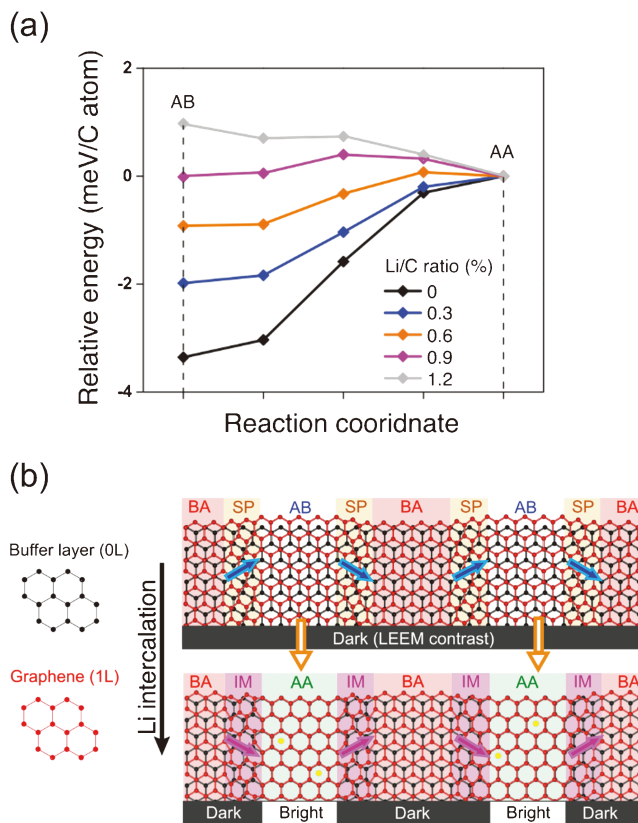 (a)
2
0
-2
-4
Relative energy (meV/C atom)
AB
AA
Li/C ratio (%)
0
0.3
0.6
0.9
1.2
Reaction cooridnate
(b)
BA SP AB SP BA SP AB SP BA
Buffer layer (0L)
Dark (LEEM contrast)
Li intercalation
Graphene (1L)
BA IM AA IM BA IM AA IM BA
Dark Bright Dark Bright Dark